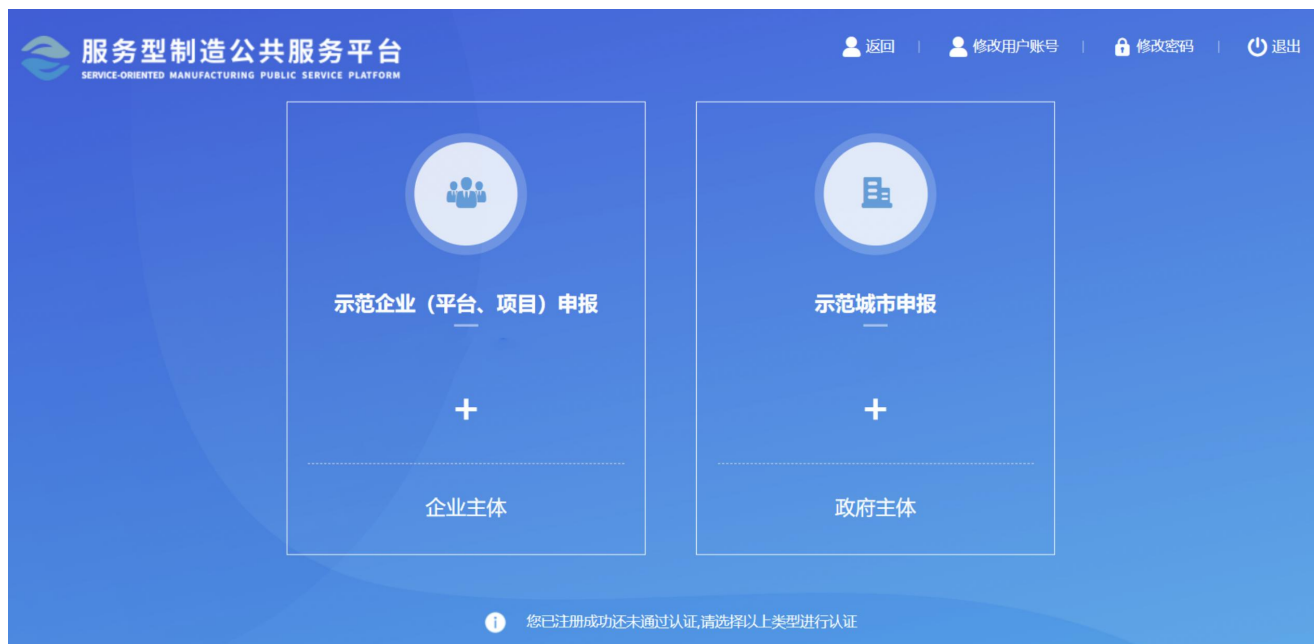 服务型制造公共服务平台
SERVICE-ORIENTED MANUFACTURING PUBLIC SERVICE PLATFORM
返回 | 修改用户账号 | 修改密码 | 退出
示范企业（平台、项目）申报
+
企业主体
示范城市申报
+
政府主体
您已注册成功还未通过认证,请选择以上类型进行认证